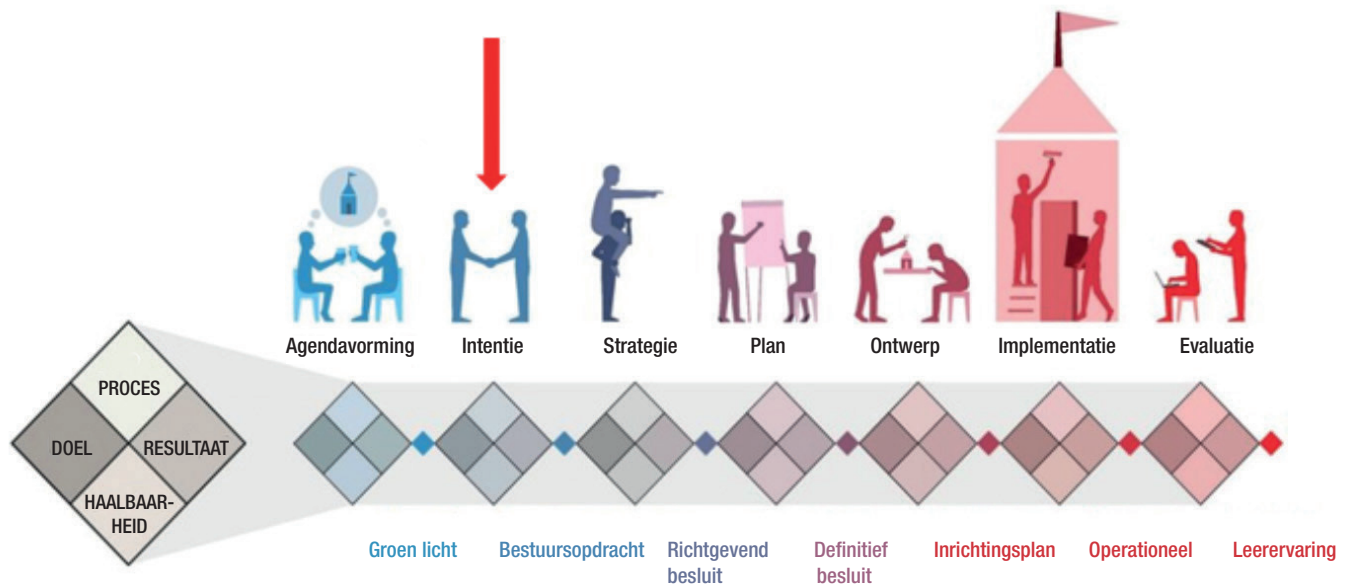 Agendavorming Intentie Strategie Plan Ontwerp Implementatie Evaluatie
PROCES
DOEL RESULTAAT
HAALBAAR-
HEID
Groen licht Bestuursopdracht Richtgevend Definitief Inrichtingsplan Operationeel Leerervaring
besluit besluit